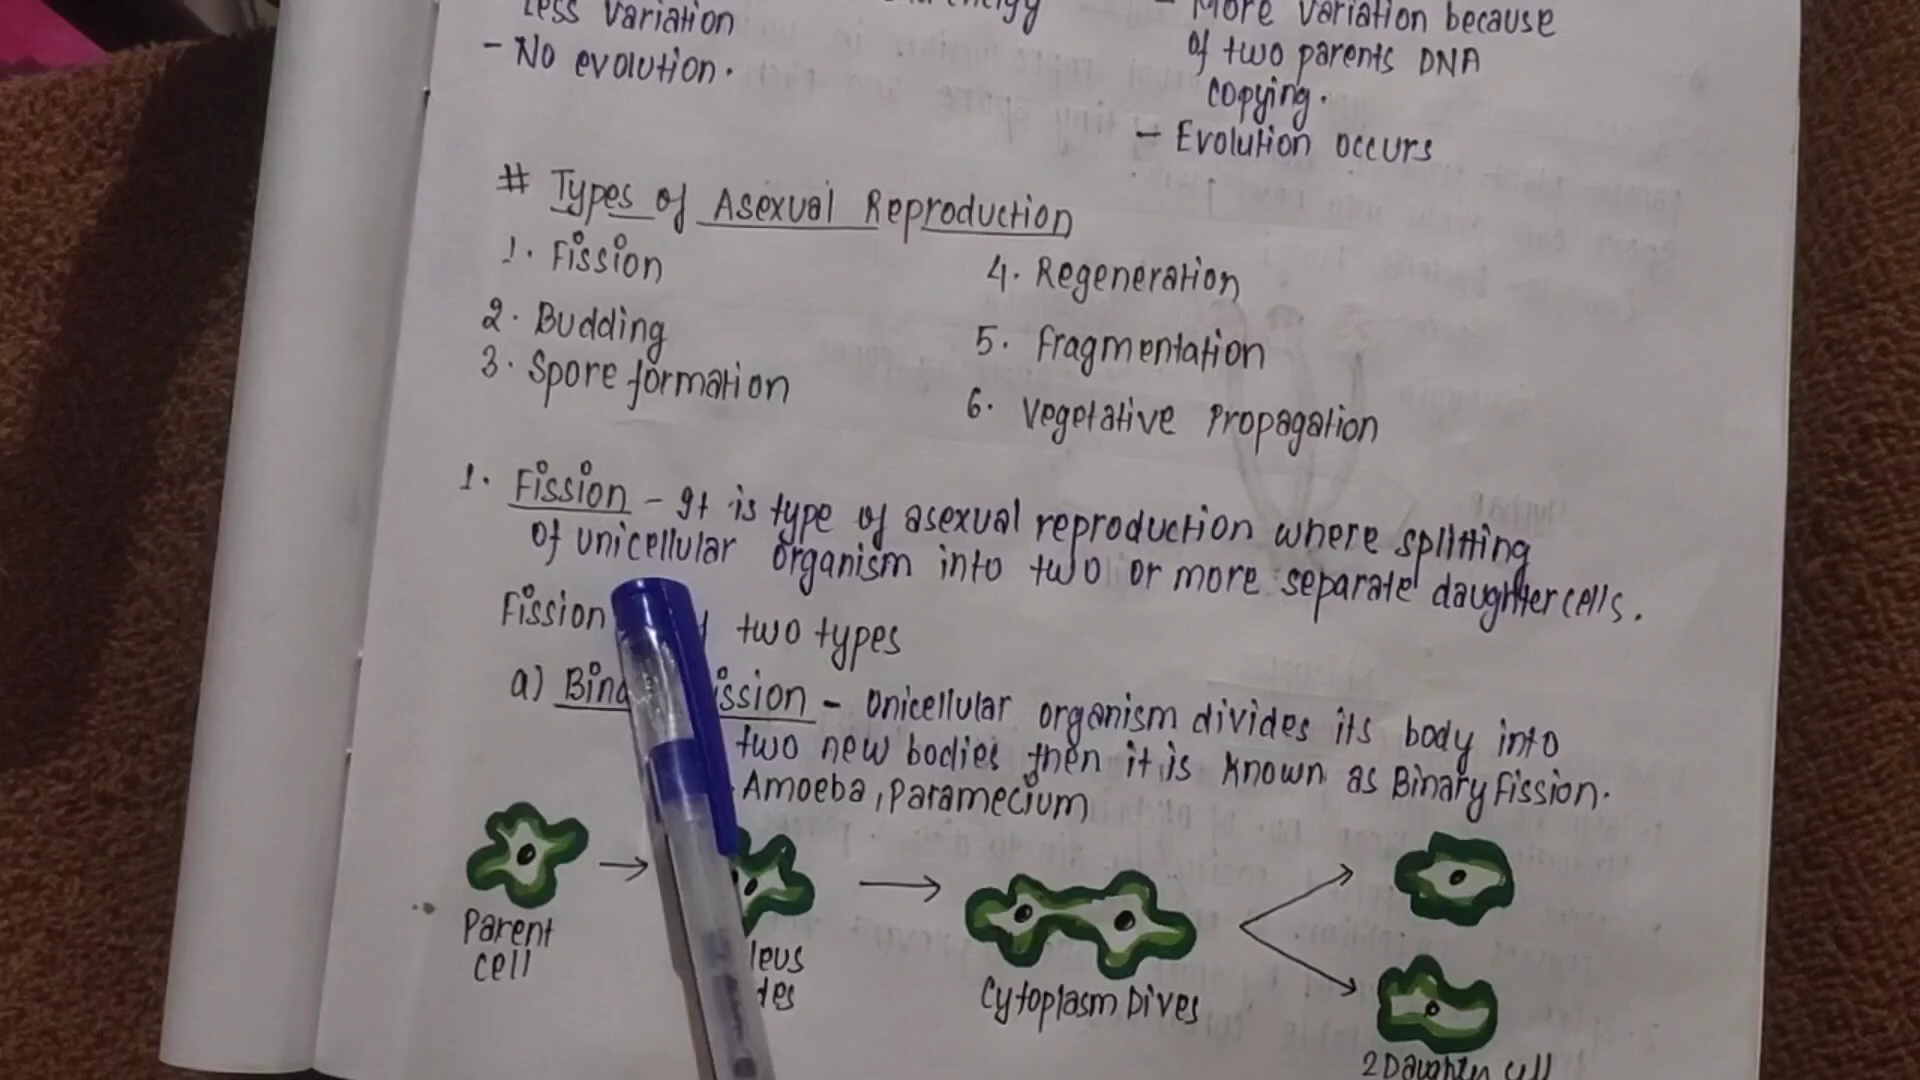 Less Variation
- No evolution.
- More Variation because
of two parents DNA
copying.
- Evolution occurs
# Types of Asexual Reproduction
1. Fission
2. Budding
3. Spore formation
4. Regeneration
5. Fragmentation
6. Vegetative Propagation
1. Fission - It is type of asexual reproduction where splitting
of unicellular organism into two or more separate daughter cells.
Fission two types
a) Unicellular organism divides its body into
two new bodies then it is known as Binary Fission.
Amoeba, Paramecium
Parent
cell
Cytoplasm Dives
2 Daughter cell